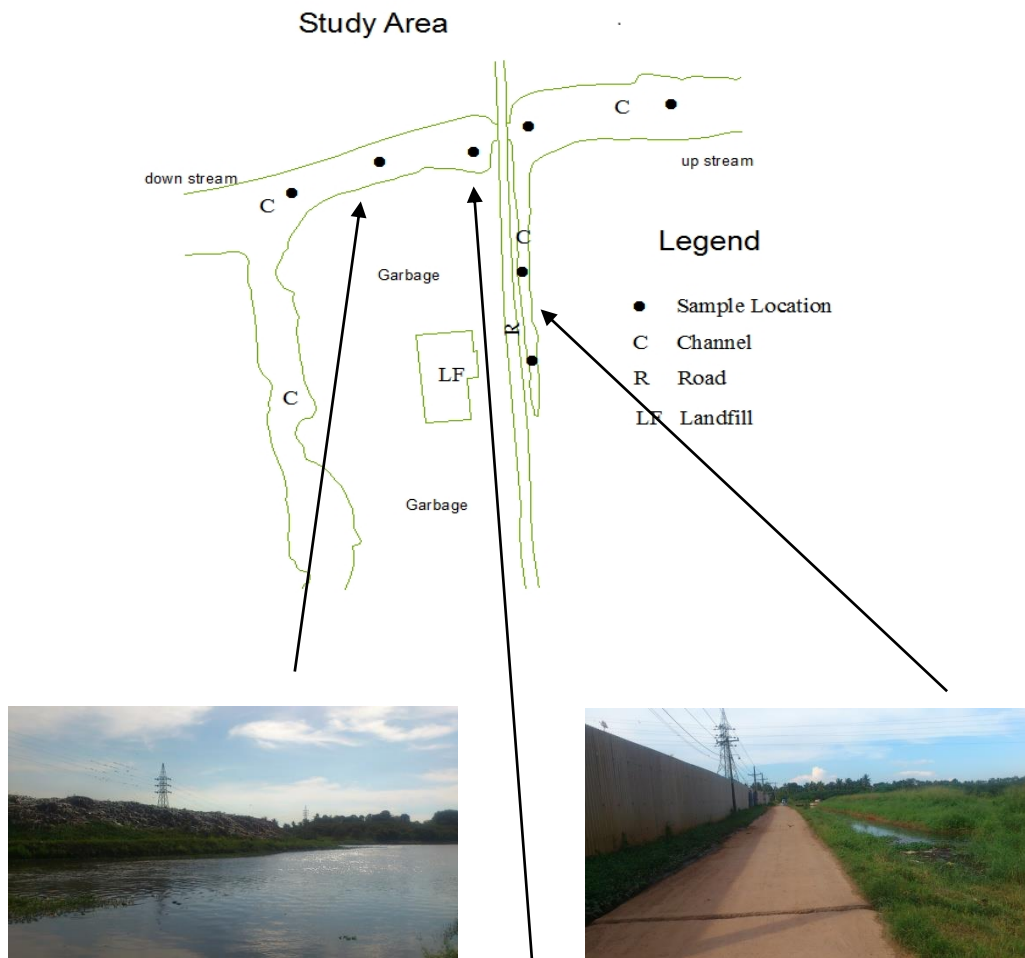 Study Area
C
up stream
down stream
C
C
Garbage
Legend
Sample Location
R
C Channel
LF
R Road
C
LF Landfill
Garbage